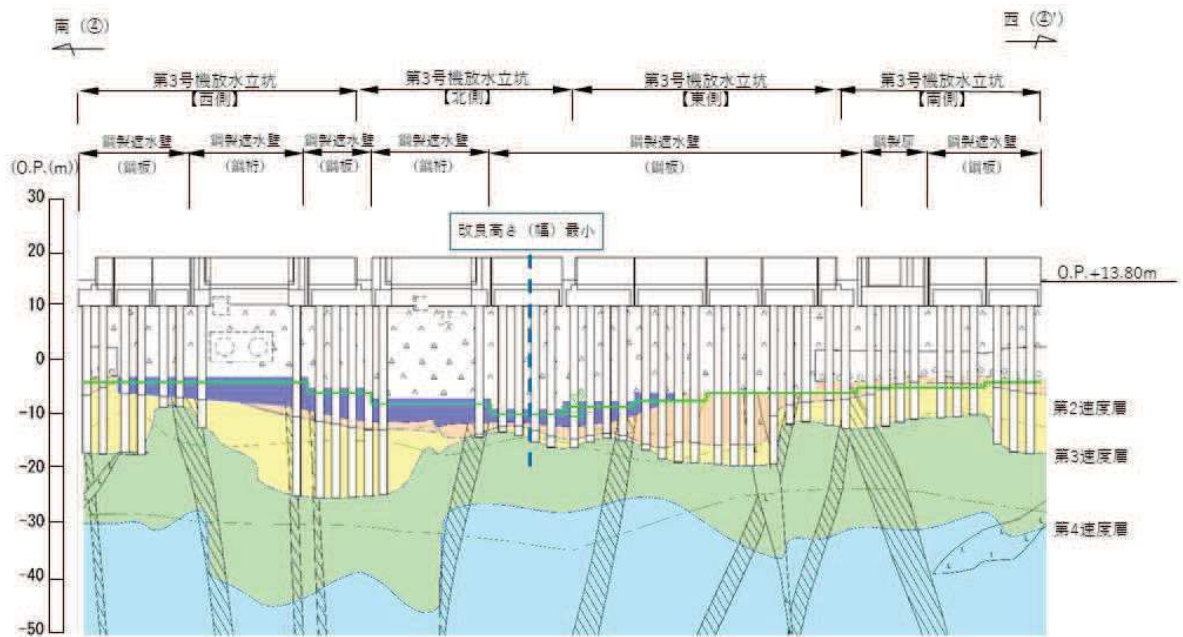 南 (④)
西 (④')
第3号機放水立坑
【西側】
第3号機放水立坑
【北側】
第3号機放水立坑
【東側】
第3号機放水立坑
【南側】
鋼製遮水壁
(鋼板)
鋼製遮水壁
(鋼桁)
鋼製遮水壁
(鋼板)
鋼製遮水壁
(鋼桁)
鋼製遮水壁
(鋼板)
鋼製扉
鋼製遮水壁
(鋼板)
(O.P.(m))
30
20
10
0
-10
-20
-30
-40
-50
改良高さ (幅) 最小
O.P.+13.80m
第2速度層
第3速度層
第4速度層